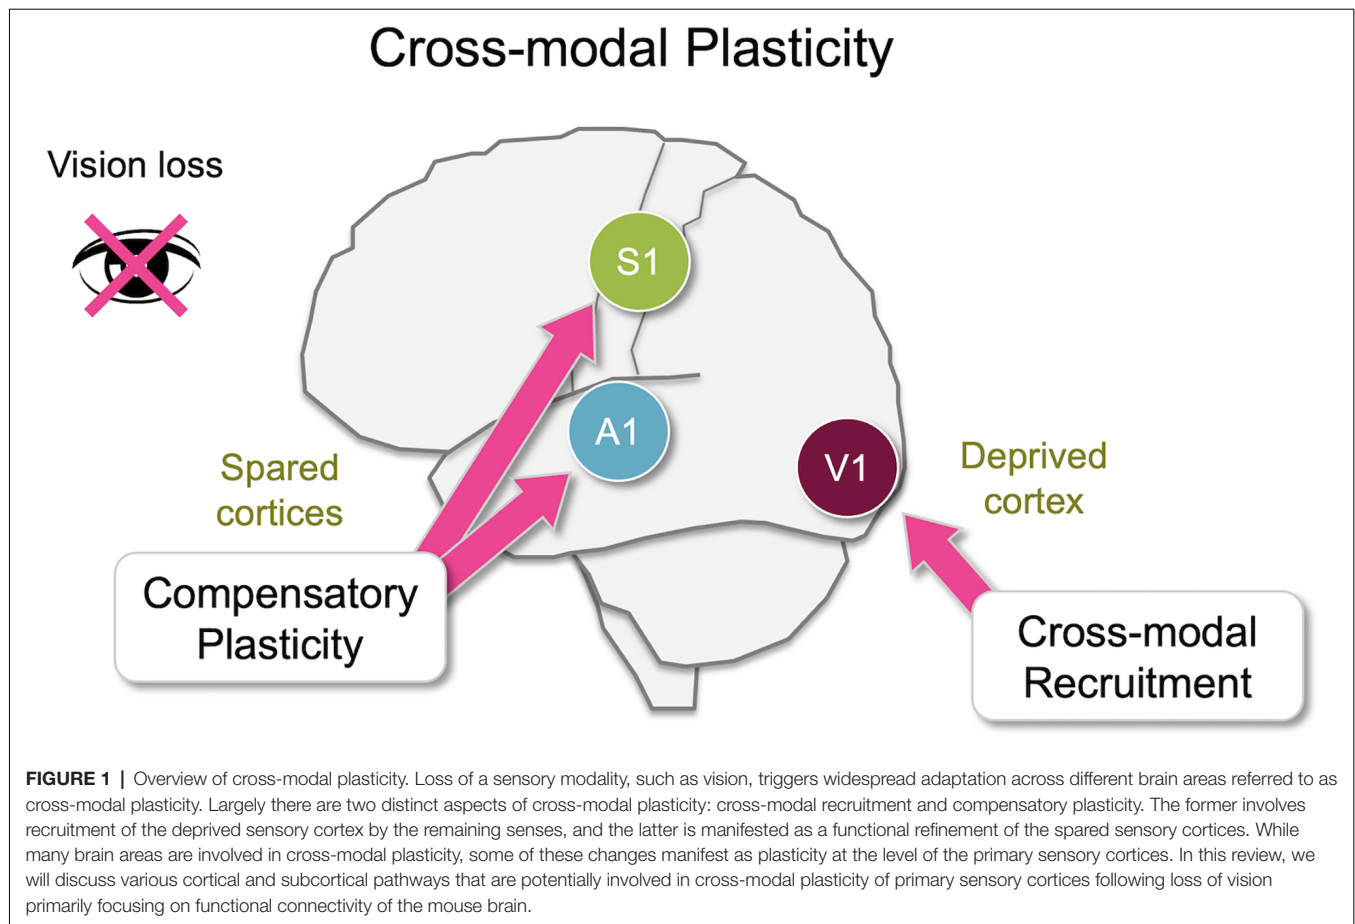 Cross-modal Plasticity
Vision loss
S1
A1
V1
Spared
cortices
Deprived
cortex
Compensatory
Plasticity
Cross-modal
Recruitment
FIGURE 1 | Overview of cross-modal plasticity. Loss of a sensory modality, such as vision, triggers widespread adaptation across different brain areas referred to as
cross-modal plasticity. Largely there are two distinct aspects of cross-modal plasticity: cross-modal recruitment and compensatory plasticity. The former involves
recruitment of the deprived sensory cortex by the remaining senses, and the latter is manifested as a functional refinement of the spared sensory cortices. While
many brain areas are involved in cross-modal plasticity, some of these changes manifest as plasticity at the level of the primary sensory cortices. In this review, we
will discuss various cortical and subcortical pathways that are potentially involved in cross-modal plasticity of primary sensory cortices following loss of vision
primarily focusing on functional connectivity of the mouse brain.